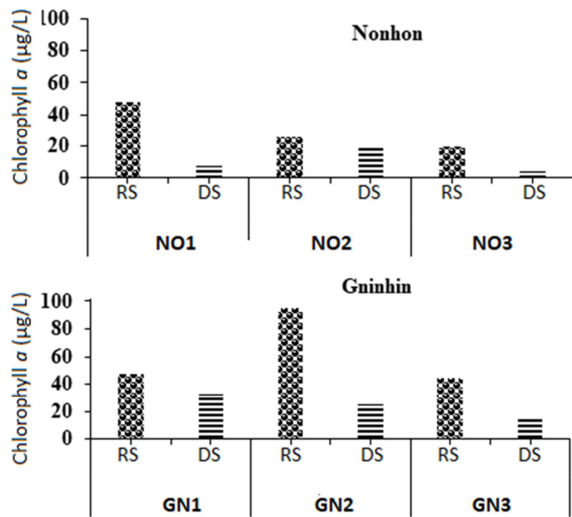 Nonhon
Chlorophyll a (µg/L)
100
80
60
40
20
0
RS DS RS DS RS DS
NO1 NO2 NO3
Gninhin
Chlorophyll a (µg/L)
100
80
60
40
20
0
RS DS RS DS RS DS
GN1 GN2 GN3